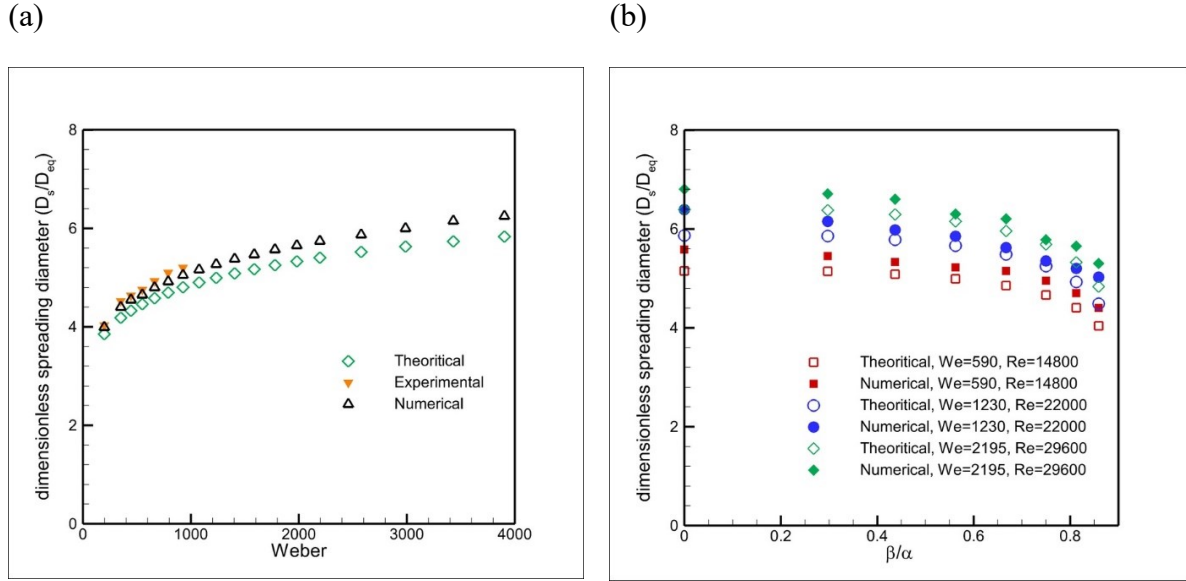 (a)
(b)
dimensionless spreading diameter (Ds/Deq)
8
6
4
2
0
0 1000 2000 3000 4000
Weber
Theoritical
Experimental
Numerical
dimensionless spreading diameter (Ds/Deq)
8
6
4
2
0
0 0.2 0.4 0.6 0.8
β/α
Theoritical, We=590, Re=14800
Numerical, We=590, Re=14800
Theoritical, We=1230, Re=22000
Numerical, We=1230, Re=22000
Theoritical, We=2195, Re=29600
Numerical, We=2195, Re=29600